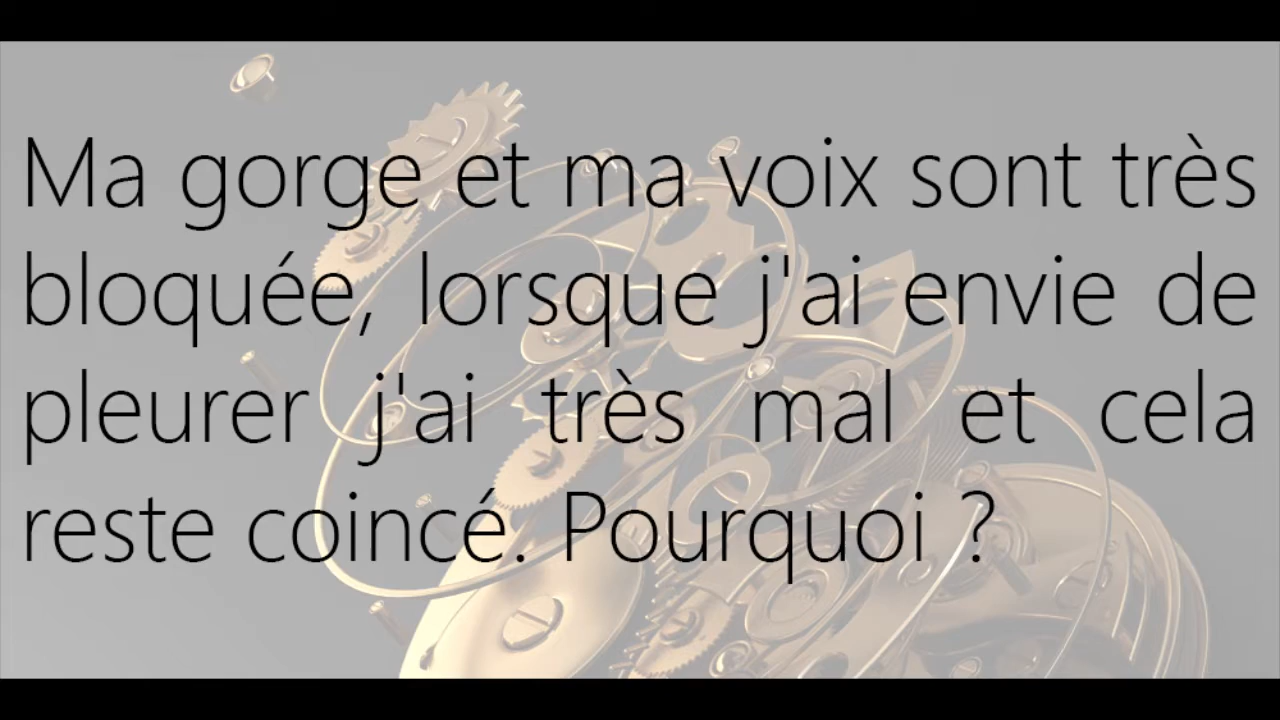 Ma gorge et ma voix sont très
bloquée, lorsque j'ai envie de
pleurer j'ai très mal et cela
reste coincé. Pourquoi ?